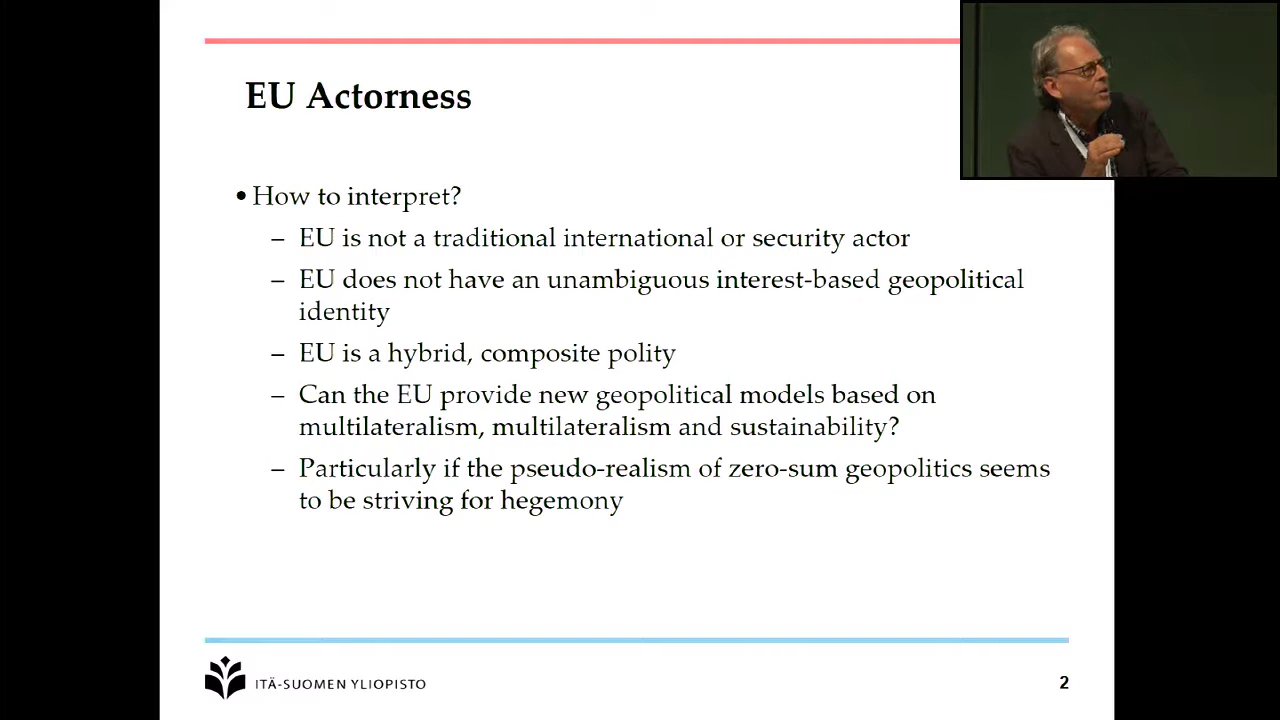 EU Actorness
• How to interpret?
– EU is not a traditional international or security actor
– EU does not have an unambiguous interest-based geopolitical
identity
– EU is a hybrid, composite polity
– Can the EU provide new geopolitical models based on
multilateralism, multilateralism and sustainability?
– Particularly if the pseudo-realism of zero-sum geopolitics seems
to be striving for hegemony
ITÄ-SUOMEN YLIOPISTO
2